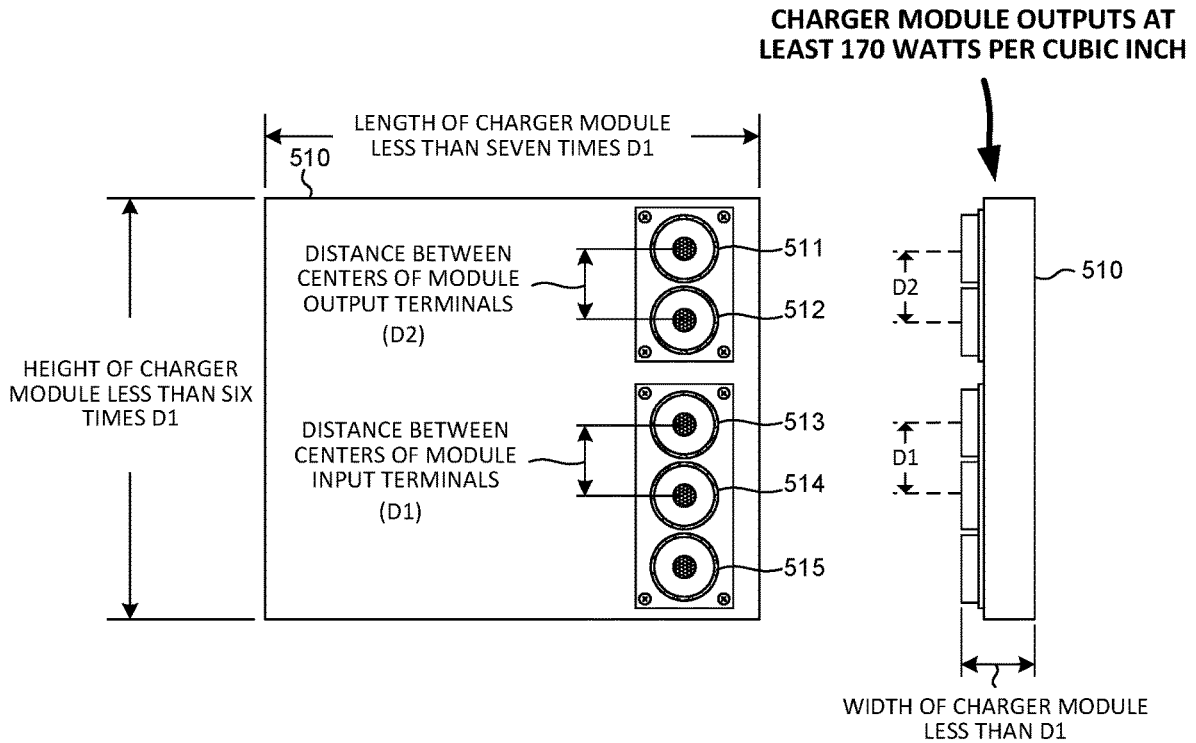 CHARGER MODULE OUTPUTS AT
LEAST 170 WATTS PER CUBIC INCH
LENGTH OF CHARGER MODULE
LESS THAN SEVEN TIMES D1
510
DISTANCE BETWEEN
CENTERS OF MODULE
OUTPUT TERMINALS
(D2)
511
512
HEIGHT OF CHARGER
MODULE LESS THAN SIX
TIMES D1
DISTANCE BETWEEN
CENTERS OF MODULE
INPUT TERMINALS
(D1)
513
514
515
D2
510
D1
WIDTH OF CHARGER MODULE
LESS THAN D1